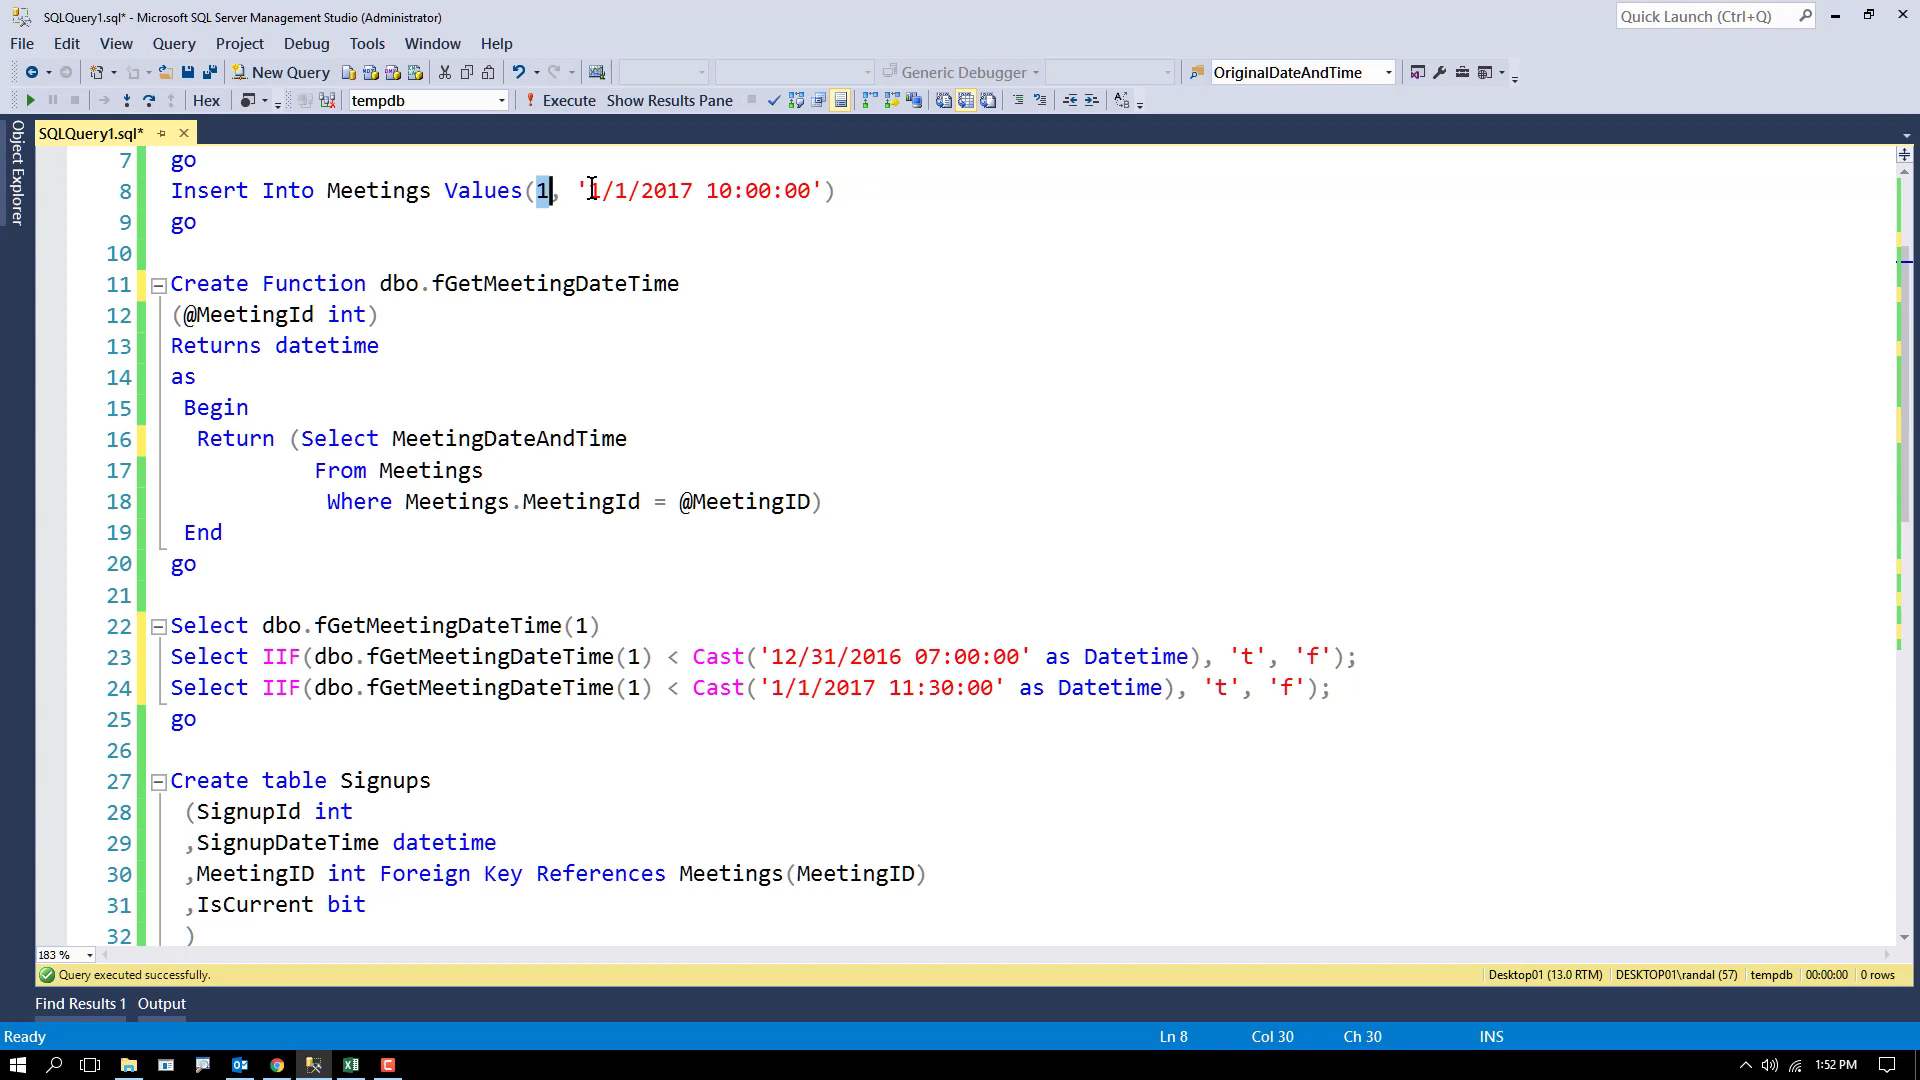 SQLQuery1.sql* - Microsoft SQL Server Management Studio (Administrator)
Quick Launch (Ctrl+Q)
File Edit View Query Project Debug Tools Window Help
New Query
Generic Debugger
OriginalDateAndTime
Hex
tempdb
Execute Show Results Pane
Object Explorer
SQLQuery1.sql*
7 go
8 Insert Into Meetings Values(1, '1/1/2017 10:00:00')
9 go
10
11 Create Function dbo.fGetMeetingDateTime
12 (@MeetingId int)
13 Returns datetime
14 as
15 Begin
16 Return (Select MeetingDateAndTime
17 From Meetings
18 Where Meetings.MeetingId = @MeetingID)
19 End
20 go
21
22 Select dbo.fGetMeetingDateTime(1)
23 Select IIF(dbo.fGetMeetingDateTime(1) < Cast('12/31/2016 07:00:00' as Datetime), 't', 'f');
24 Select IIF(dbo.fGetMeetingDateTime(1) < Cast('1/1/2017 11:30:00' as Datetime), 't', 'f');
25 go
26
27 Create table Signups
28 (SignupId int
29 ,SignupDateTime datetime
30 ,MeetingID int Foreign Key References Meetings(MeetingID)
31 ,IsCurrent bit
32 )
183 %
Query executed successfully.
Desktop01 (13.0 RTM) DESKTOP01\randal (57) tempdb 00:00:00 0 rows
Find Results 1 Output
Ready
Ln 8 Col 30 Ch 30 INS
1:52 PM